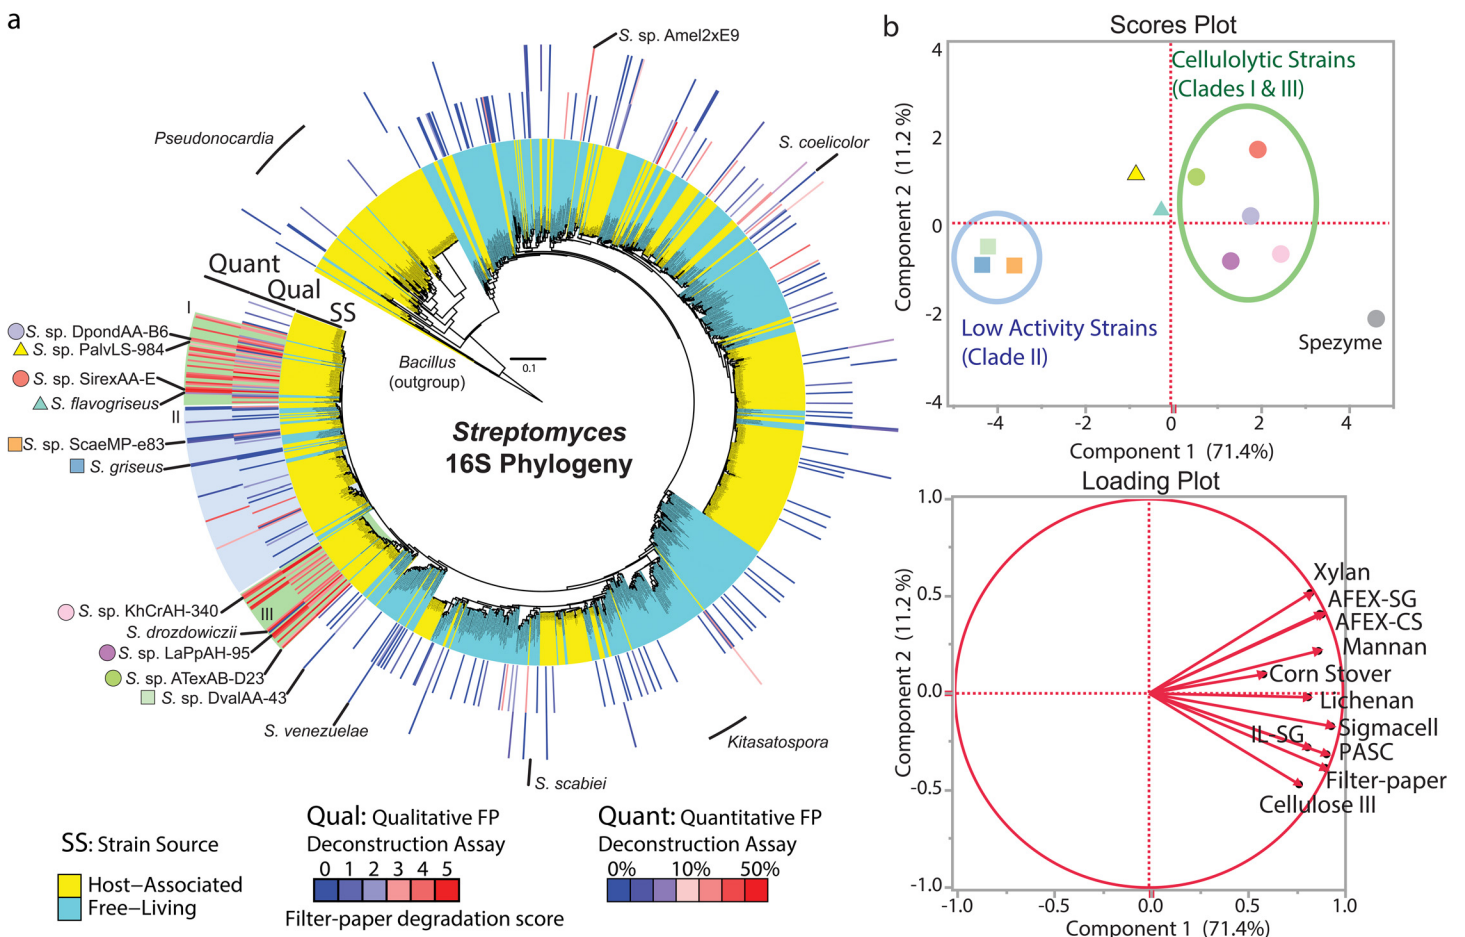 a
S. sp. Amel2xE9
Pseudonocardia
S. coelicolor
Quant
Qual
SS
I
S. sp. DpondAA-B6
S. sp. PalvLS-984
S. sp. SirexAA-E
S. flavogriseus
II
S. sp. ScaeMP-e83
S. griseus
Bacillus
(outgroup)
0.1
Streptomyces
16S Phylogeny
S. sp. KhCrAH-340
III
S. drozdowiczii
S. sp. LaPpAH-95
S. sp. ATexAB-D23
S. sp. DvalAA-43
S. venezuelae
S. scabiei
Kitasatospora
SS: Strain Source
Host–Associated
Free–Living
Qual: Qualitative FP
Deconstruction Assay
0 1 2 3 4 5
Filter-paper degradation score
Quant: Quantitative FP
Deconstruction Assay
0% 10% 50%
b
Scores Plot
Cellulolytic Strains
(Clades I & III)
Low Activity Strains
(Clade II)
Spezyme
4
2
0
-2
-4
Component 2 (11.2 %)
-4 -2 0 2 4
Component 1 (71.4%)
Loading Plot
Xylan
AFEX-SG
AFEX-CS
Mannan
Corn Stover
Lichenan
Sigmacell
IL-SG
PASC
Filter-paper
Cellulose III
1.0
0.5
0.0
-0.5
-1.0
Component 2 (11.2 %)
-1.0 -0.5 0.0 0.5 1.0
Component 1 (71.4%)